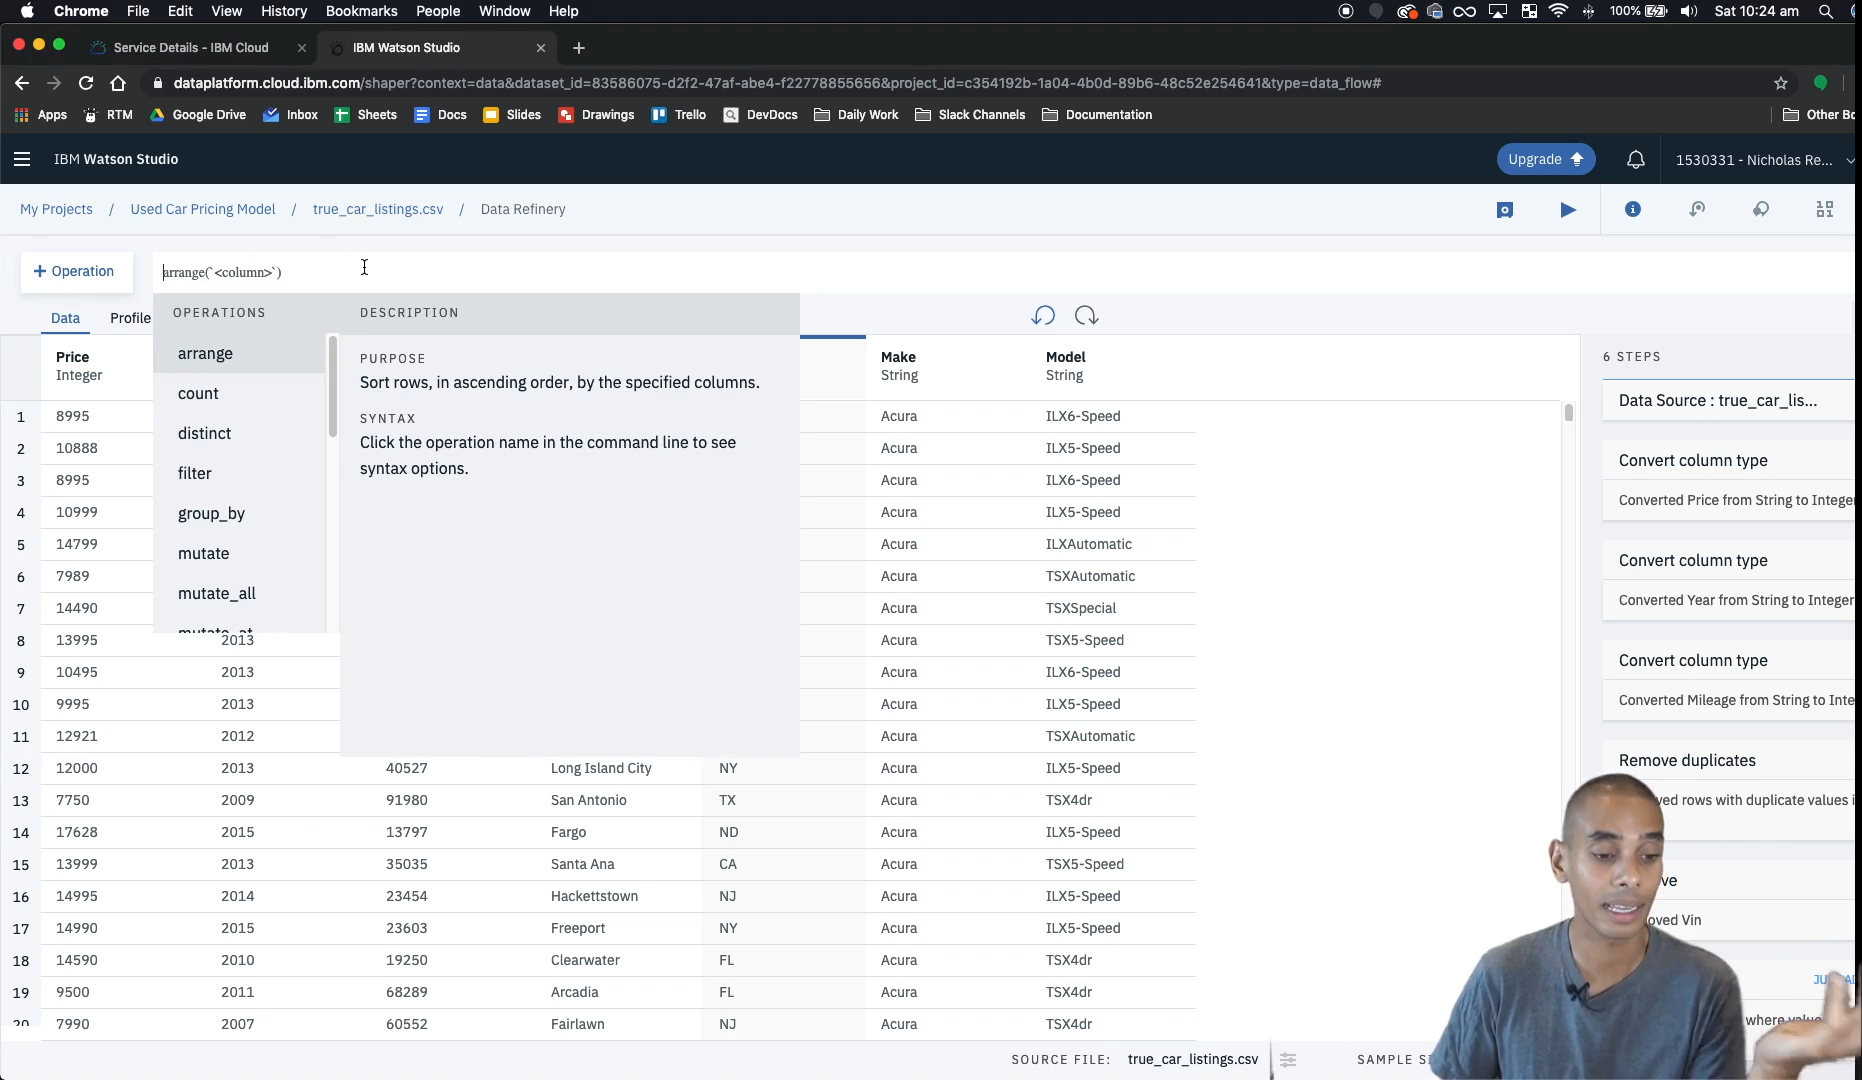 Chrome File Edit View History Bookmarks People Window Help 100% Sat 10:24 am
Service Details - IBM Cloud IBM Watson Studio
dataplatform.cloud.ibm.com/shaper?context=data&dataset_id=83586075-d2f2-47af-abe4-f22778855656&project_id=c354192b-1a04-4b0d-89b6-48c52e254641&type=data_flow#
Apps RTM Google Drive Inbox Sheets Docs Slides Drawings Trello DevDocs Daily Work Slack Channels Documentation Other Bo
IBM Watson Studio Upgrade 1530331 - Nicholas Re...
My Projects / Used Car Pricing Model / true_car_listings.csv / Data Refinery
+ Operation arrange(`<column>`)
OPERATIONS DESCRIPTION
Data Profile
arrange
count
distinct
filter
group_by
mutate
mutate_all
mutate_at
PURPOSE
Sort rows, in ascending order, by the specified columns.
SYNTAX
Click the operation name in the command line to see
syntax options.
Price Make Model
Integer String String
1 8995 Acura ILX6-Speed
2 10888 Acura ILX5-Speed
3 8995 Acura ILX6-Speed
4 10999 Acura ILX5-Speed
5 14799 Acura ILXAutomatic
6 7989 Acura TSXAutomatic
7 14490 Acura TSXSpecial
8 13995 2013 Acura TSX5-Speed
9 10495 2013 Acura ILX6-Speed
10 9995 2013 Acura ILX5-Speed
11 12921 2012 Acura TSXAutomatic
12 12000 2013 40527 Long Island City NY Acura ILX5-Speed
13 7750 2009 91980 San Antonio TX Acura TSX4dr
14 17628 2015 13797 Fargo ND Acura ILX5-Speed
15 13999 2013 35035 Santa Ana CA Acura TSX5-Speed
16 14995 2014 23454 Hackettstown NJ Acura ILX5-Speed
17 14990 2015 23603 Freeport NY Acura ILX5-Speed
18 14590 2010 19250 Clearwater FL Acura TSX4dr
19 9500 2011 68289 Arcadia FL Acura TSX4dr
20 7990 2007 60552 Fairlawn NJ Acura TSX4dr
6 STEPS
Data Source : true_car_lis...
Convert column type
Converted Price from String to Intege
Convert column type
Converted Year from String to Integer
Convert column type
Converted Mileage from String to Inte
Remove duplicates
ved rows with duplicate values i
ve
oved Vin
JU
where value
SOURCE FILE: true_car_listings.csv SAMPLE SI